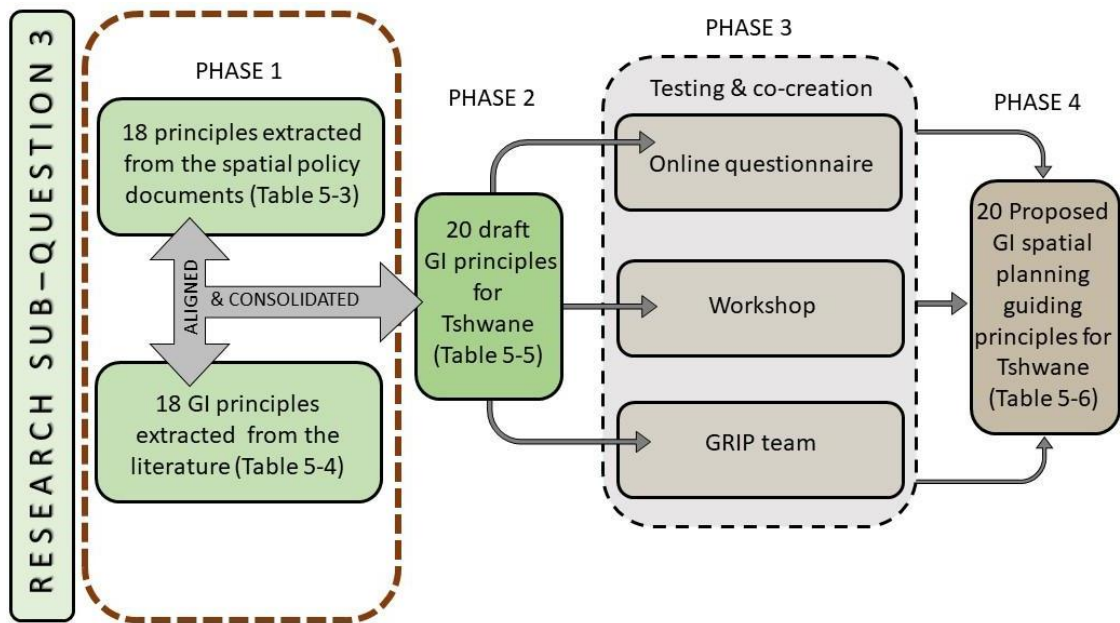 RESEARCH SUB–QUESTION 3
PHASE 1
18 principles extracted
from the spatial policy
documents (Table 5-3)
ALIGNED
& CONSOLIDATED
18 GI principles
extracted from the
literature (Table 5-4)
PHASE 2
20 draft
GI principles
for
Tshwane
(Table 5-5)
PHASE 3
Testing & co-creation
Online questionnaire
Workshop
GRIP team
PHASE 4
20 Proposed
GI spatial
planning
guiding
principles for
Tshwane
(Table 5-6)